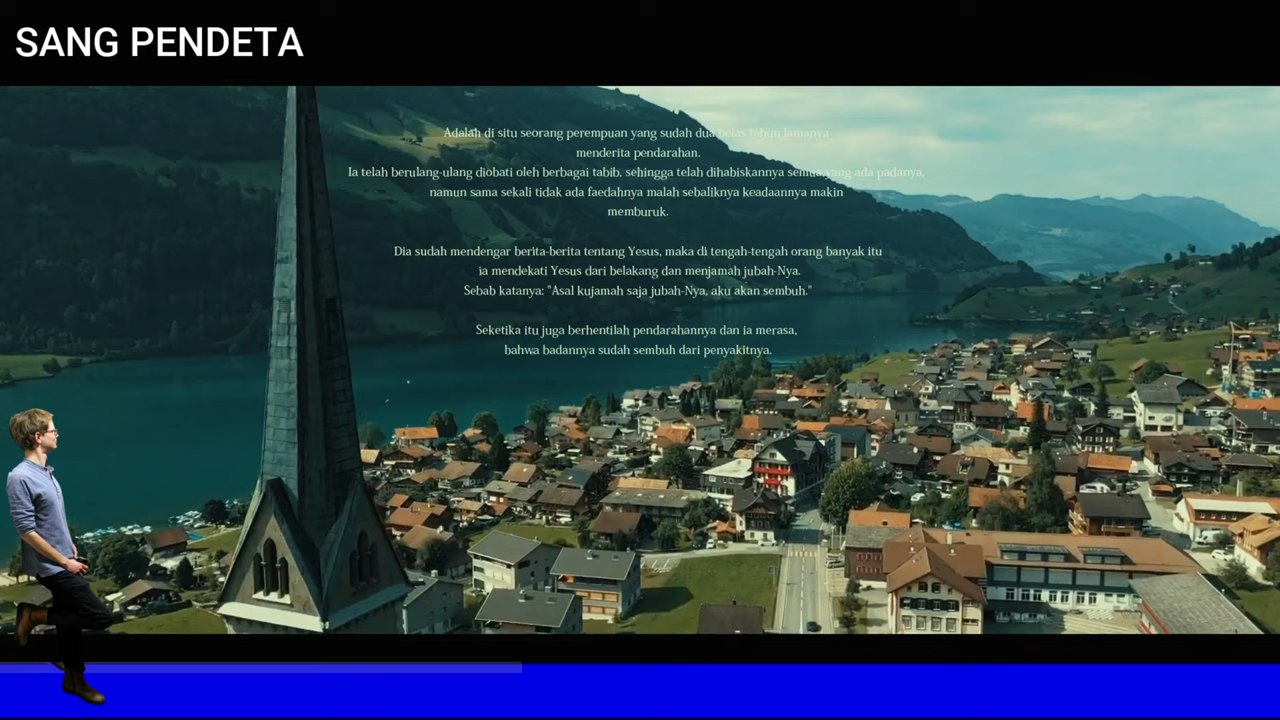 SANG PENDETA
Adalah di situ seorang perempuan yang sudah dua belas tahun lamanya
menderita pendarahan.
Ia telah berulang-ulang diobati oleh berbagai tabib, sehingga telah dihabiskannya semua yang ada padanya,
namun sama sekali tidak ada faedahnya malah sebaliknya keadaannya makin
memburuk.
Dia sudah mendengar berita-berita tentang Yesus, maka di tengah-tengah orang banyak itu
ia mendekati Yesus dari belakang dan menjamah jubah-Nya.
Sebab katanya: "Asal kujamah saja jubah-Nya, aku akan sembuh."
Seketika itu juga berhentilah pendarahannya dan ia merasa,
bahwa badannya sudah sembuh dari penyakitnya.